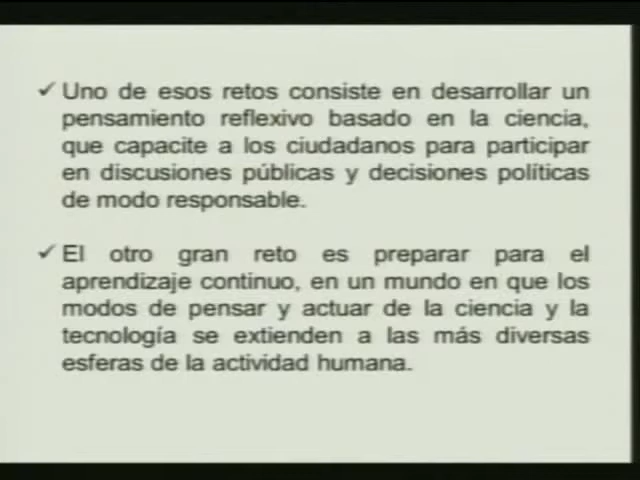 ✓ Uno de esos retos consiste en desarrollar un
pensamiento reflexivo basado en la ciencia,
que capacite a los ciudadanos para participar
en discusiones públicas y decisiones políticas
de modo responsable.
✓ El otro gran reto es preparar para el
aprendizaje continuo, en un mundo en que los
modos de pensar y actuar de la ciencia y la
tecnología se extienden a las más diversas
esferas de la actividad humana.